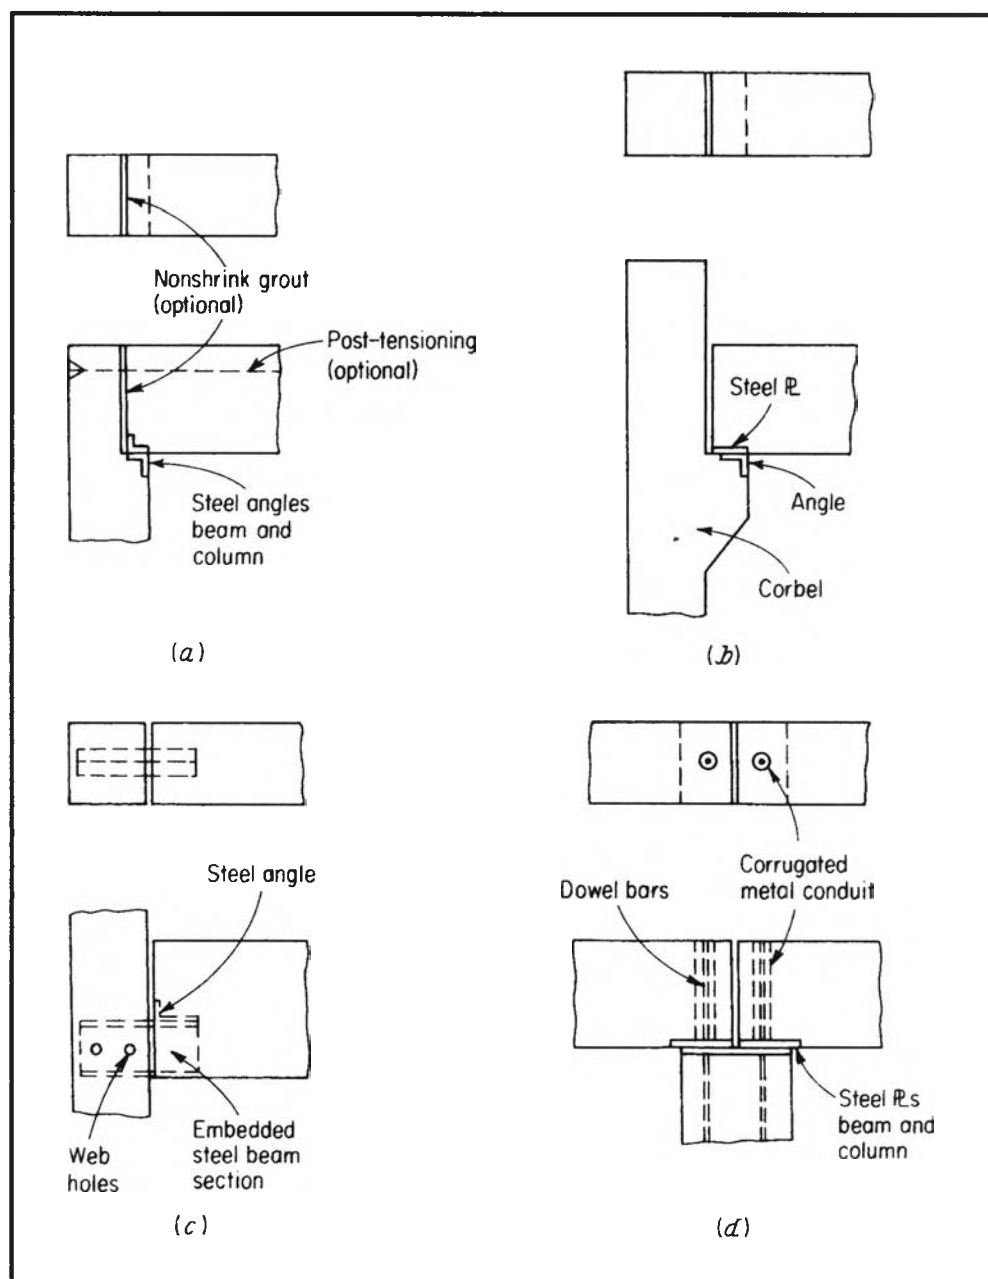 Nonshrink grout
(optional)
Post-tensioning
(optional)
Steel angles
beam and
column
(a)
Steel ℙL
Angle
Corbel
(b)
Steel angle
Web
holes
Embedded
steel beam
section
(c)
Dowel bars
Corrugated
metal conduit
Steel ℙLs
beam and
column
(d)